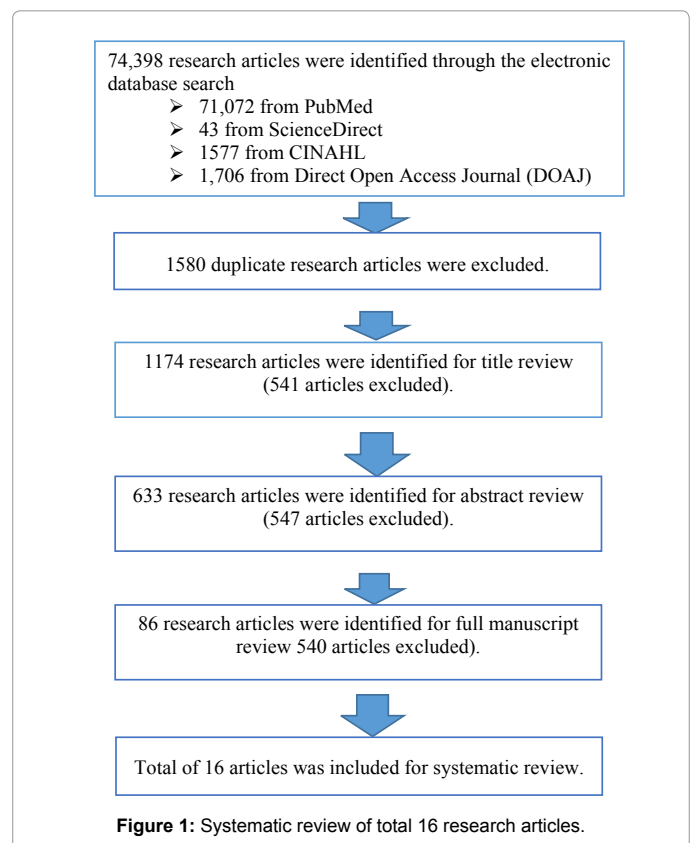 74,398 research articles were identified through the electronic
database search
➢ 71,072 from PubMed
➢ 43 from ScienceDirect
➢ 1577 from CINAHL
➢ 1,706 from Direct Open Access Journal (DOAJ)
1580 duplicate research articles were excluded.
1174 research articles were identified for title review
(541 articles excluded).
633 research articles were identified for abstract review
(547 articles excluded).
86 research articles were identified for full manuscript
review 540 articles excluded).
Total of 16 articles was included for systematic review.
Figure 1: Systematic review of total 16 research articles.